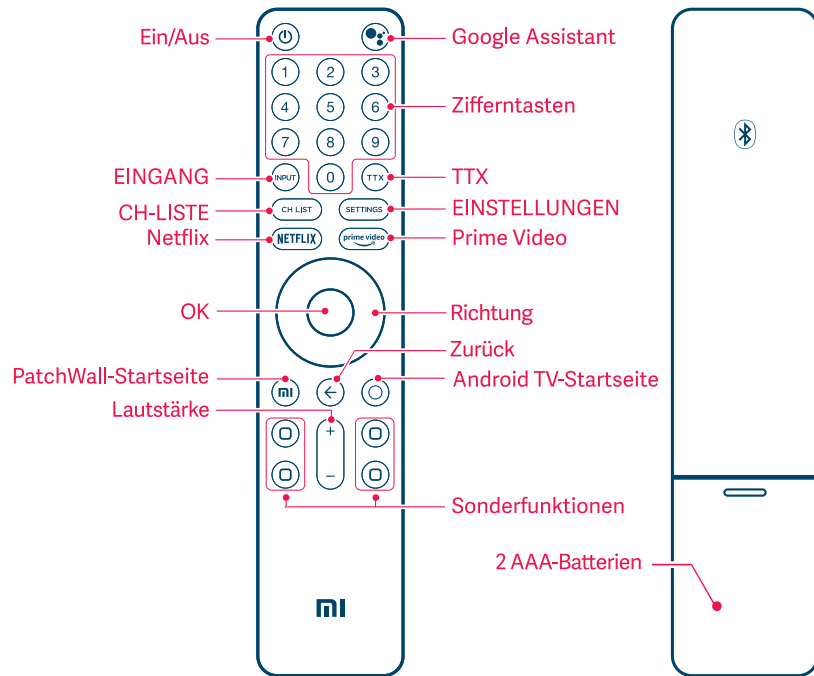 Ein/Aus
Google Assistant
1 2 3
4 5 6
Zifferntasten
7 8 9
EINGANG
INPUT
0
TTX
TTX
CH-LISTE
CH LIST
SETTINGS
EINSTELLUNGEN
Netflix
NETFLIX
prime video
Prime Video
OK
Richtung
Zurück
PatchWall-Startseite
Android TV-Startseite
mi
Lautstärke
+
–
Sonderfunktionen
2 AAA-Batterien
mi